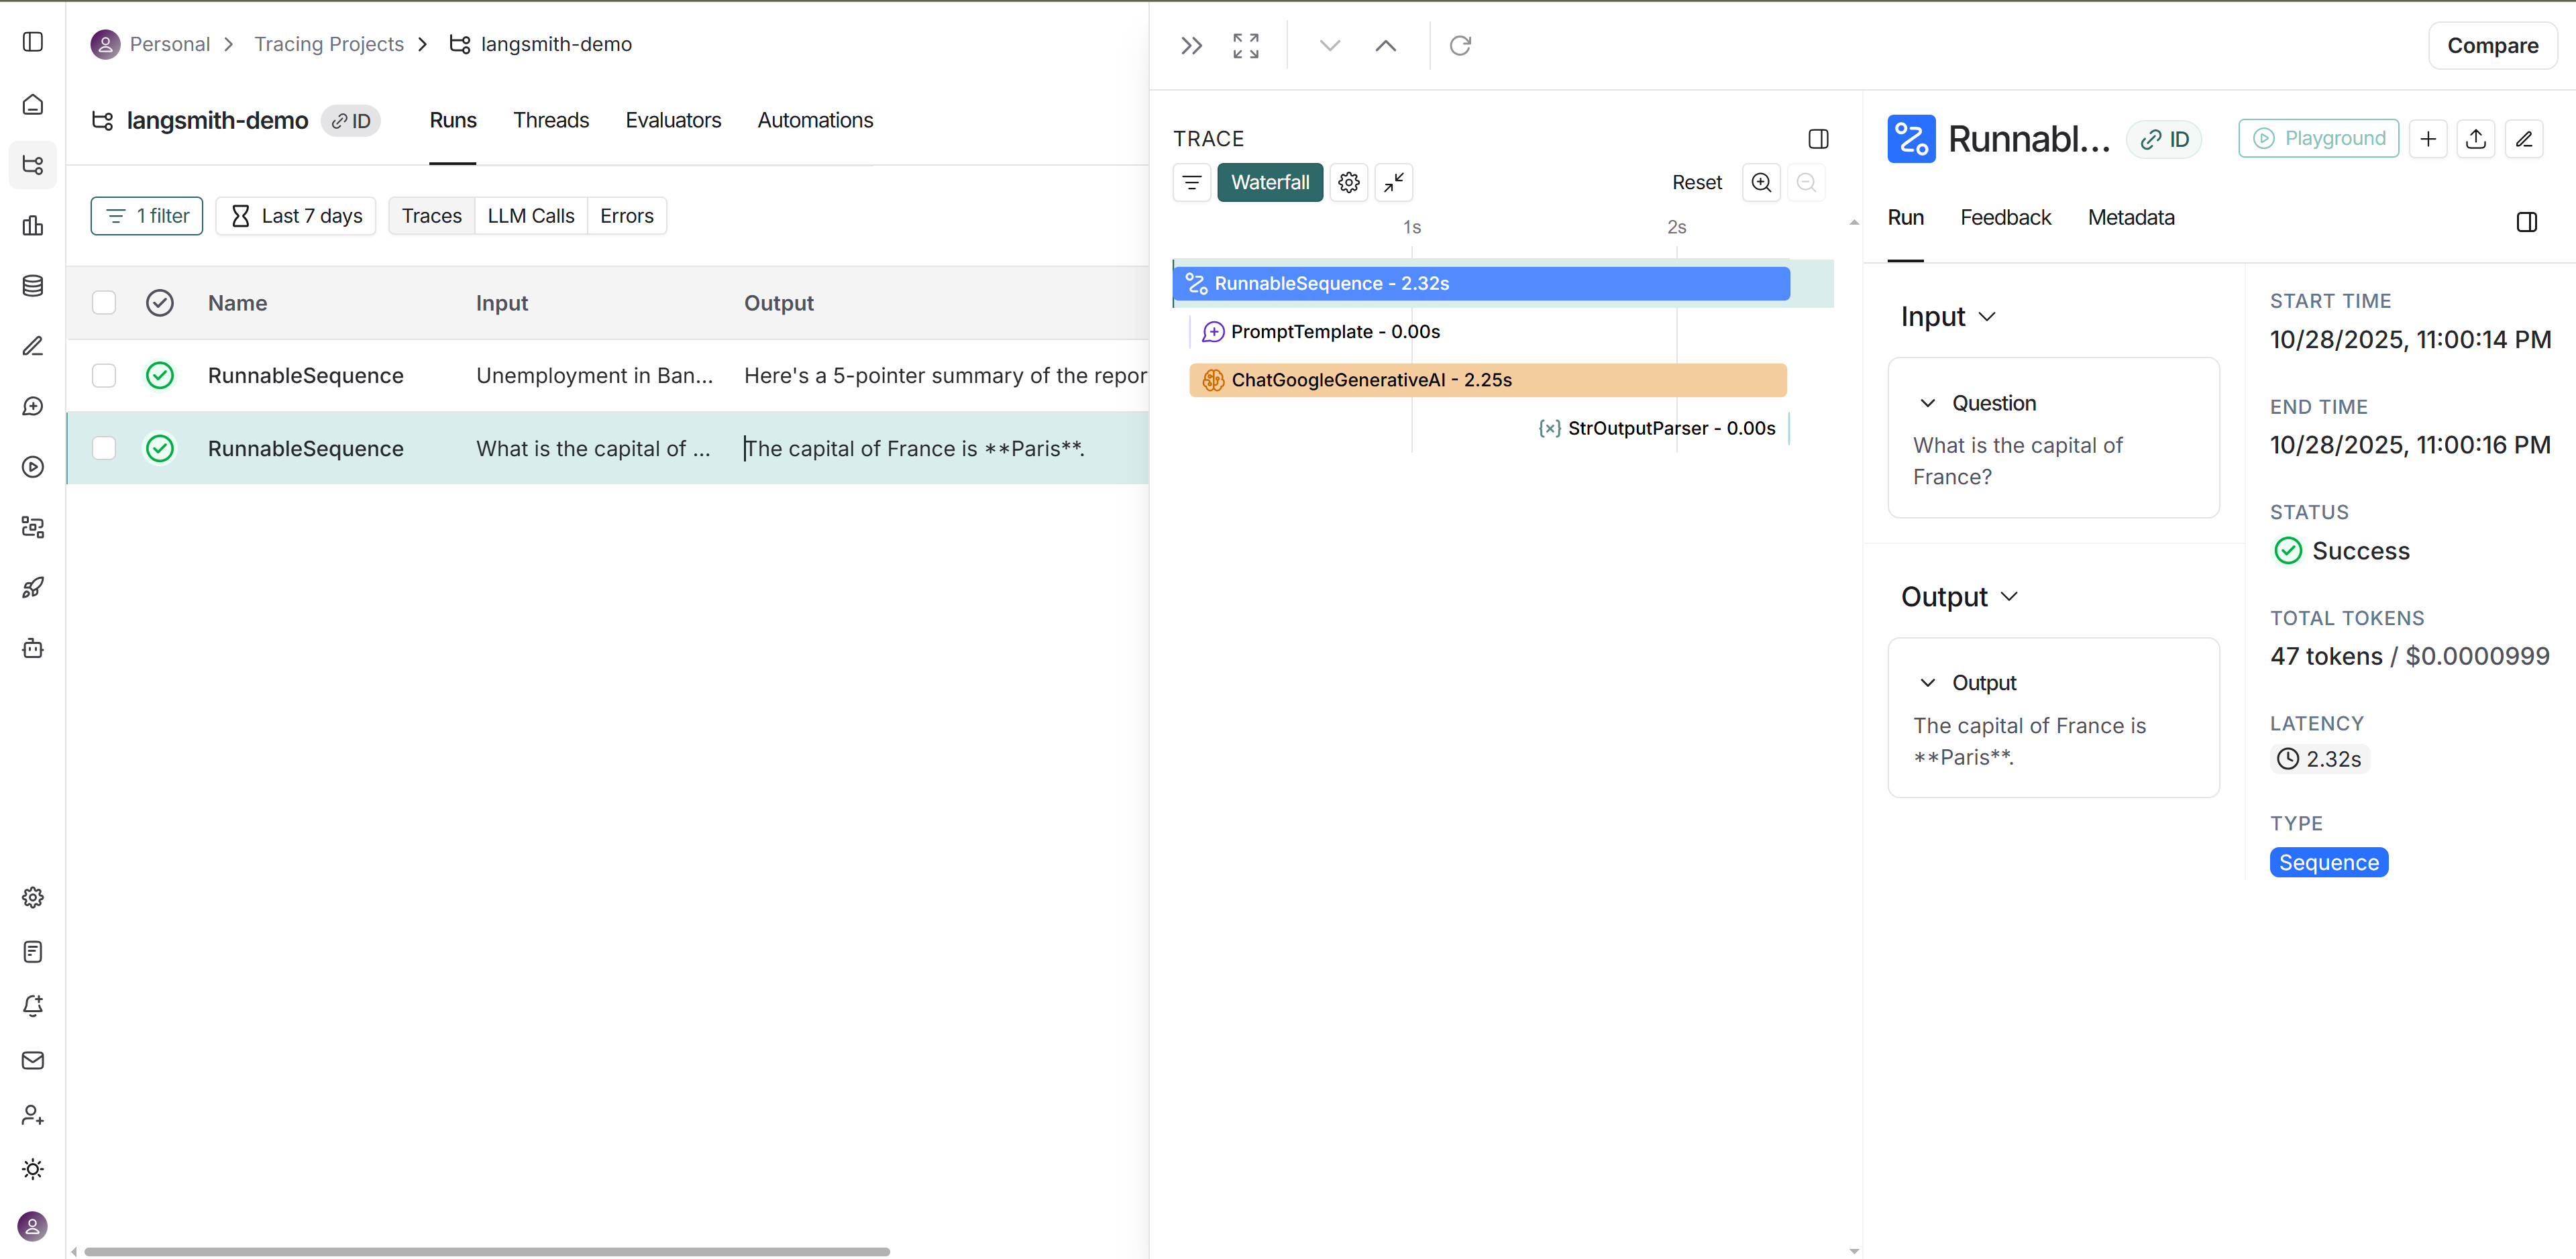 Personal > Tracing Projects > langsmith-demo
Compare
langsmith-demo ID Runs Threads Evaluators Automations
1 filter Last 7 days Traces LLM Calls Errors
Name Input Output
RunnableSequence Unemployment in Ban... Here's a 5-pointer summary of the repor
RunnableSequence What is the capital of ... The capital of France is **Paris**.
TRACE
Waterfall Reset
1s 2s
RunnableSequence - 2.32s
PromptTemplate - 0.00s
ChatGoogleGenerativeAI - 2.25s
{x} StrOutputParser - 0.00s
Runnabl... ID Playground
Run Feedback Metadata
Input
Question
What is the capital of
France?
Output
Output
The capital of France is
**Paris**.
START TIME
10/28/2025, 11:00:14 PM
END TIME
10/28/2025, 11:00:16 PM
STATUS
Success
TOTAL TOKENS
47 tokens / $0.0000999
LATENCY
2.32s
TYPE
Sequence